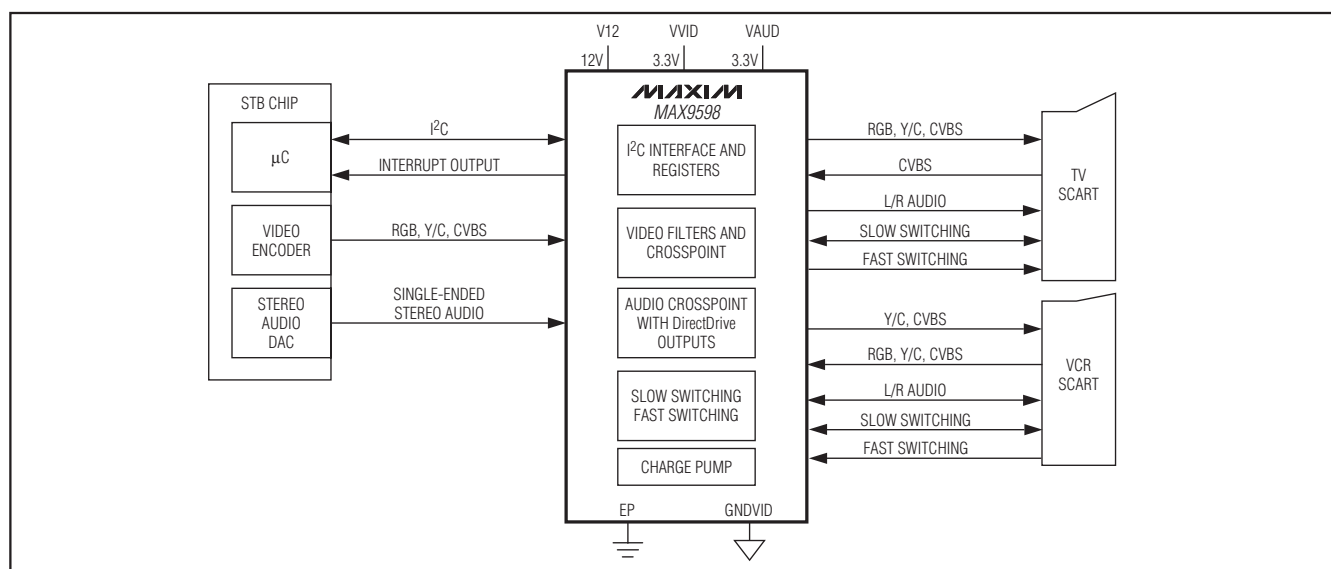 V12
VVID
VAUD
12V
3.3V
3.3V
STB CHIP
µC
VIDEO
ENCODER
STEREO
AUDIO
DAC
I²C
INTERRUPT OUTPUT
RGB, Y/C, CVBS
SINGLE-ENDED
STEREO AUDIO
MAXIM
MAX9598
I²C INTERFACE AND
REGISTERS
VIDEO FILTERS AND
CROSSPOINT
AUDIO CROSSPOINT
WITH DirectDrive
OUTPUTS
SLOW SWITCHING
FAST SWITCHING
CHARGE PUMP
EP
GNDVID
RGB, Y/C, CVBS
CVBS
L/R AUDIO
SLOW SWITCHING
FAST SWITCHING
TV
SCART
Y/C, CVBS
RGB, Y/C, CVBS
L/R AUDIO
SLOW SWITCHING
FAST SWITCHING
VCR
SCART